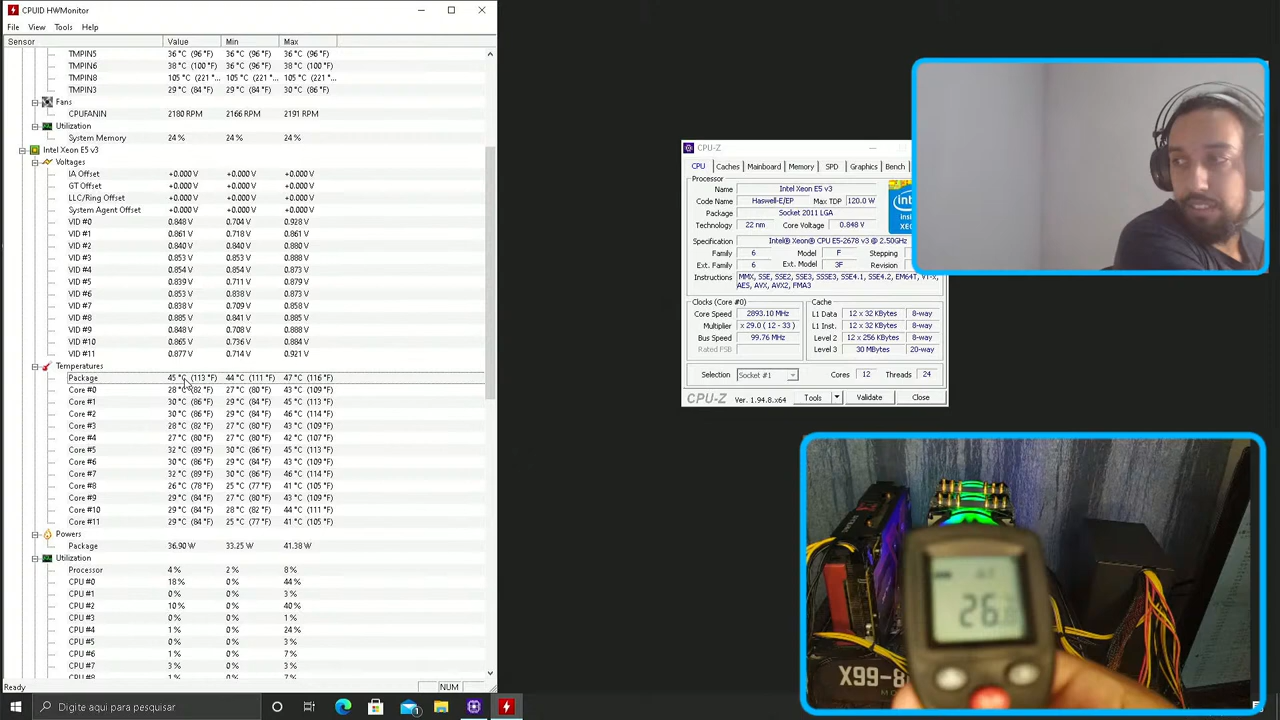 CPUID HWMonitor
File View Tools Help
Sensor Value Min Max
TMPIN5 36 °C (96 °F) 36 °C (96 °F) 36 °C (96 °F)
TMPIN6 38 °C (100 °F) 38 °C (100 °F) 38 °C (100 °F)
TMPIN8 105 °C (221 °... 105 °C (221 °... 105 °C (221 °...
TMPIN3 29 °C (84 °F) 29 °C (84 °F) 30 °C (86 °F)
Fans
CPUFANIN 2180 RPM 2166 RPM 2191 RPM
Utilization
System Memory 24 % 24 % 24 %
Intel Xeon E5 v3
Voltages
IA Offset +0.000 V +0.000 V +0.000 V
GT Offset +0.000 V +0.000 V +0.000 V
LLC/Ring Offset +0.000 V +0.000 V +0.000 V
System Agent Offset +0.000 V +0.000 V +0.000 V
VID #0 0.848 V 0.704 V 0.928 V
VID #1 0.861 V 0.718 V 0.861 V
VID #2 0.840 V 0.840 V 0.880 V
VID #3 0.853 V 0.853 V 0.888 V
VID #4 0.854 V 0.854 V 0.873 V
VID #5 0.839 V 0.711 V 0.873 V
VID #6 0.853 V 0.838 V 0.873 V
VID #7 0.838 V 0.709 V 0.858 V
VID #8 0.885 V 0.841 V 0.885 V
VID #9 0.848 V 0.708 V 0.888 V
VID #10 0.865 V 0.736 V 0.884 V
VID #11 0.877 V 0.714 V 0.921 V
Temperatures
Package 45 °C (113 °F) 44 °C (111 °F) 47 °C (116 °F)
Core #0 28 °C (82 °F) 27 °C (80 °F) 43 °C (109 °F)
Core #1 30 °C (86 °F) 29 °C (84 °F) 45 °C (113 °F)
Core #2 30 °C (86 °F) 29 °C (84 °F) 46 °C (114 °F)
Core #3 28 °C (82 °F) 27 °C (80 °F) 43 °C (109 °F)
Core #4 27 °C (80 °F) 27 °C (80 °F) 42 °C (107 °F)
Core #5 32 °C (89 °F) 30 °C (86 °F) 45 °C (113 °F)
Core #6 30 °C (86 °F) 29 °C (84 °F) 43 °C (109 °F)
Core #7 32 °C (89 °F) 30 °C (86 °F) 46 °C (114 °F)
Core #8 26 °C (78 °F) 25 °C (77 °F) 41 °C (105 °F)
Core #9 29 °C (84 °F) 27 °C (80 °F) 43 °C (109 °F)
Core #10 29 °C (84 °F) 28 °C (82 °F) 44 °C (111 °F)
Core #11 29 °C (84 °F) 25 °C (77 °F) 41 °C (105 °F)
Powers
Package 36.90 W 33.25 W 41.38 W
Utilization
Processor 4 % 2 % 8 %
CPU #0 18 % 0 % 44 %
CPU #1 0 % 0 % 3 %
CPU #2 10 % 0 % 40 %
CPU #3 0 % 0 % 1 %
CPU #4 1 % 0 % 24 %
CPU #5 0 % 0 % 3 %
CPU #6 1 % 0 % 7 %
CPU #7 3 % 0 % 3 %
Ready NUM
Digite aqui para pesquisar
CPU-Z
CPU Caches Mainboard Memory SPD Graphics Bench
Processor
Name Intel Xeon E5 v3
Code Name Haswell-E/EP Max TDP 120.0 W
Package Socket 2011 LGA
Technology 22 nm Core Voltage 0.848 V
Specification Intel® Xeon® CPU E5-2678 v3 @ 2.50GHz
Family 6 Model F Stepping
Ext. Family 6 Ext. Model 3F Revision
Instructions MMX, SSE, SSE2, SSE3, SSSE3, SSE4.1, SSE4.2, EM64T, VT-x,
AES, AVX, AVX2, FMA3
Clocks (Core #0) Cache
Core Speed 2893.10 MHz L1 Data 12 x 32 KBytes 8-way
Multiplier x 29.0 ( 12 - 33 ) L1 Inst. 12 x 32 KBytes 8-way
Bus Speed 99.76 MHz Level 2 12 x 256 KBytes 8-way
Rated FSB Level 3 30 MBytes 20-way
Selection Socket #1 Cores 12 Threads 24
CPU-Z Ver. 1.94.8.x64 Tools Validate Close
26.
X99-8